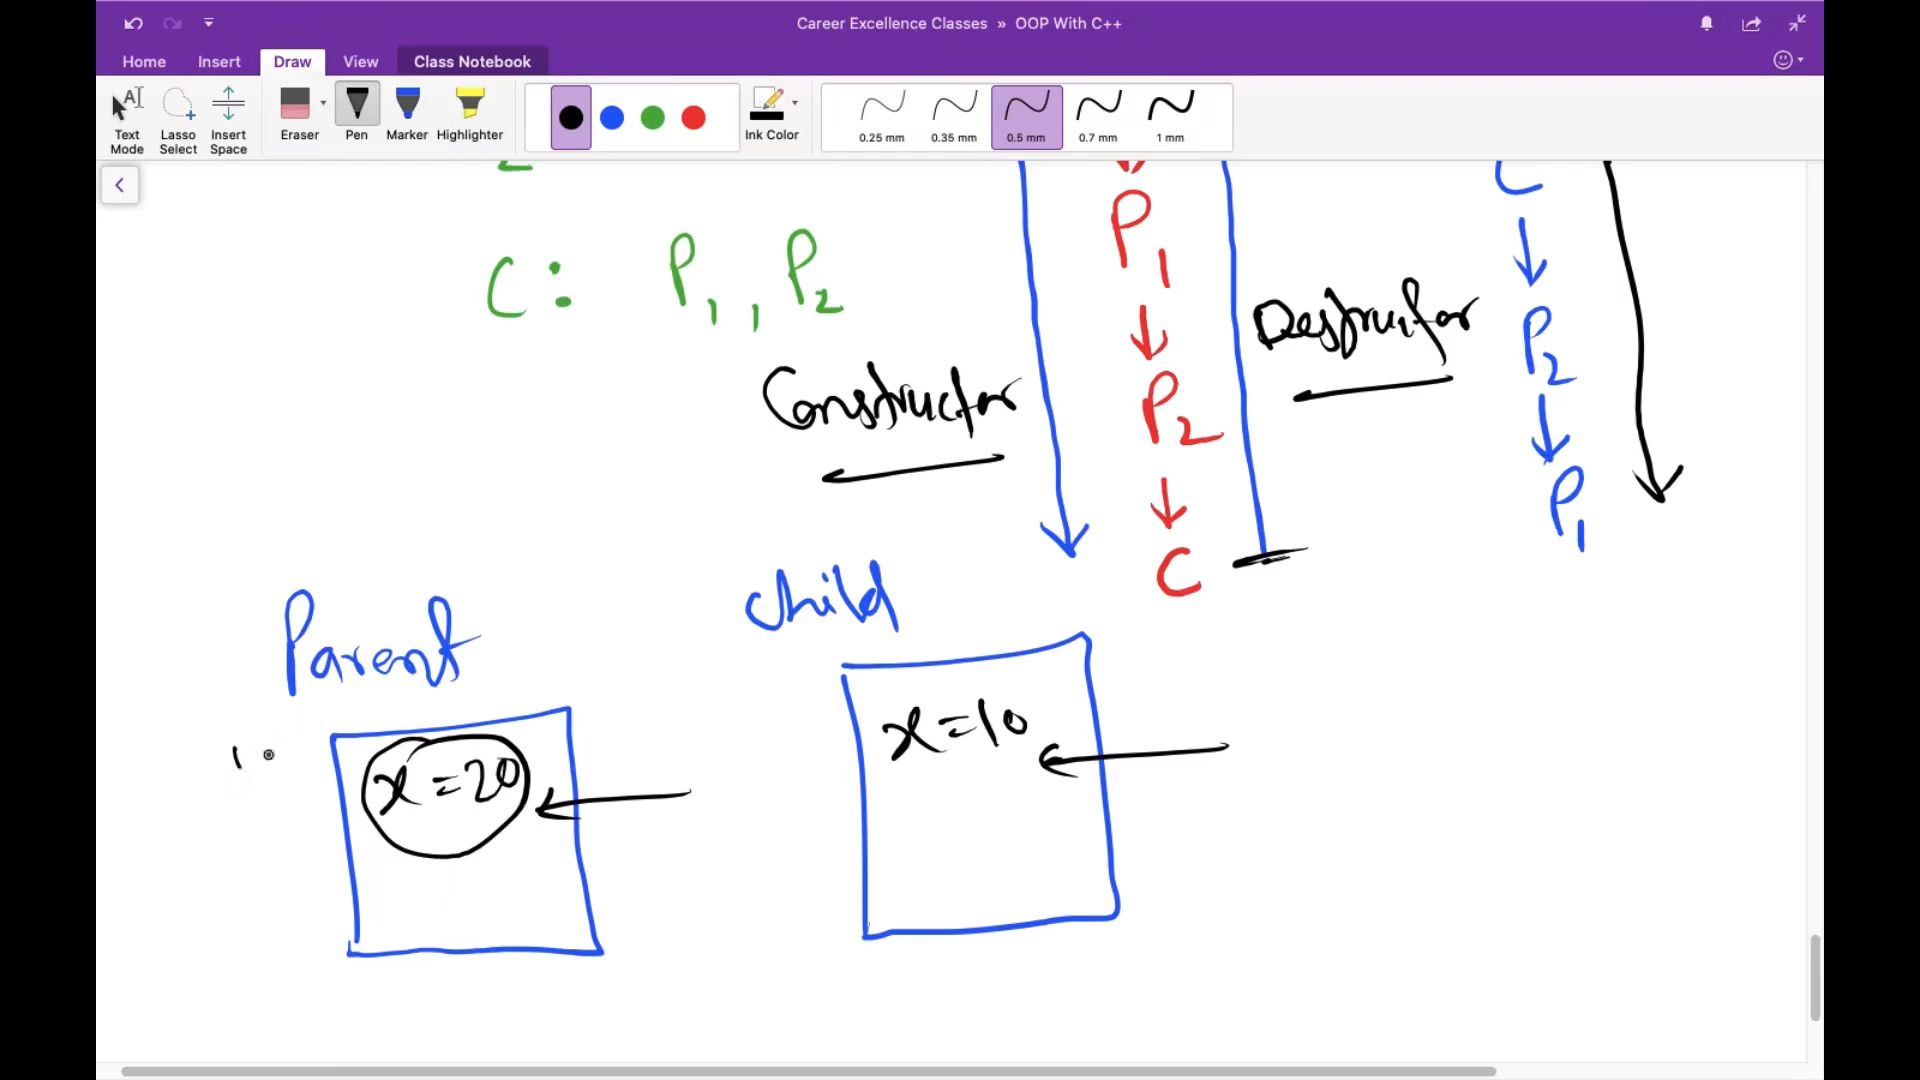 Career Excellence Classes » OOP With C++
Home Insert Draw View Class Notebook
Text Mode
Lasso Select
Insert Space
Eraser
Pen
Marker
Highlighter
Ink Color
0.25 mm
0.35 mm
0.5 mm
0.7 mm
1 mm
C: P1, P2
Constructor
P1
P2
C
Destructor
C
P2
P1
Parent
x=20
child
x=10